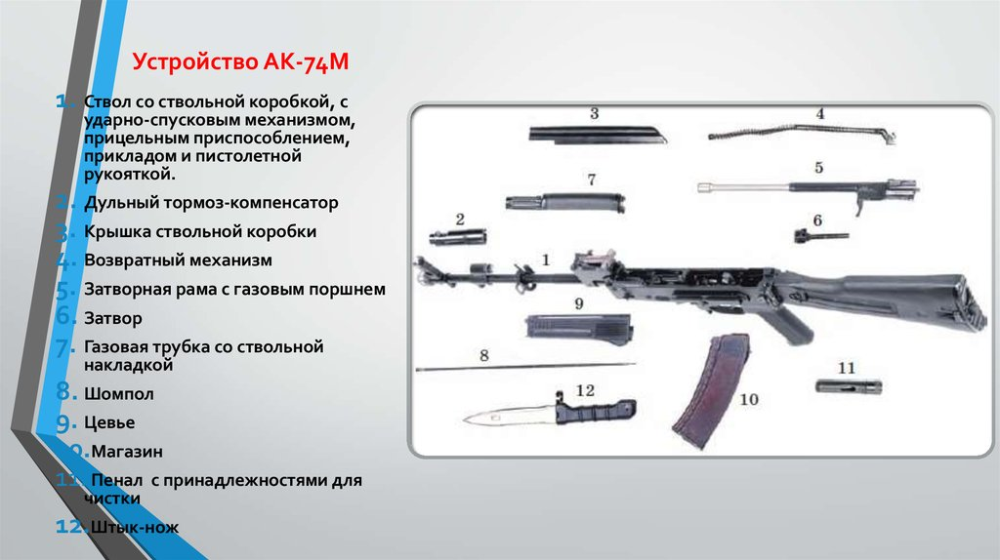 Устройство АК-74М
1. Ствол со ствольной коробкой, с
ударно-спусковым механизмом,
прицельным приспособлением,
прикладом и пистолетной
рукояткой.
2. Дульный тормоз-компенсатор
3. Крышка ствольной коробки
4. Возвратный механизм
5. Затворная рама с газовым поршнем
6. Затвор
7. Газовая трубка со ствольной
накладкой
8. Шомпол
9. Цевье
10. Магазин
11. Пенал с принадлежностями для
чистки
12. Штык-нож
3
4
7
5
2
6
1
9
8
11
12
10